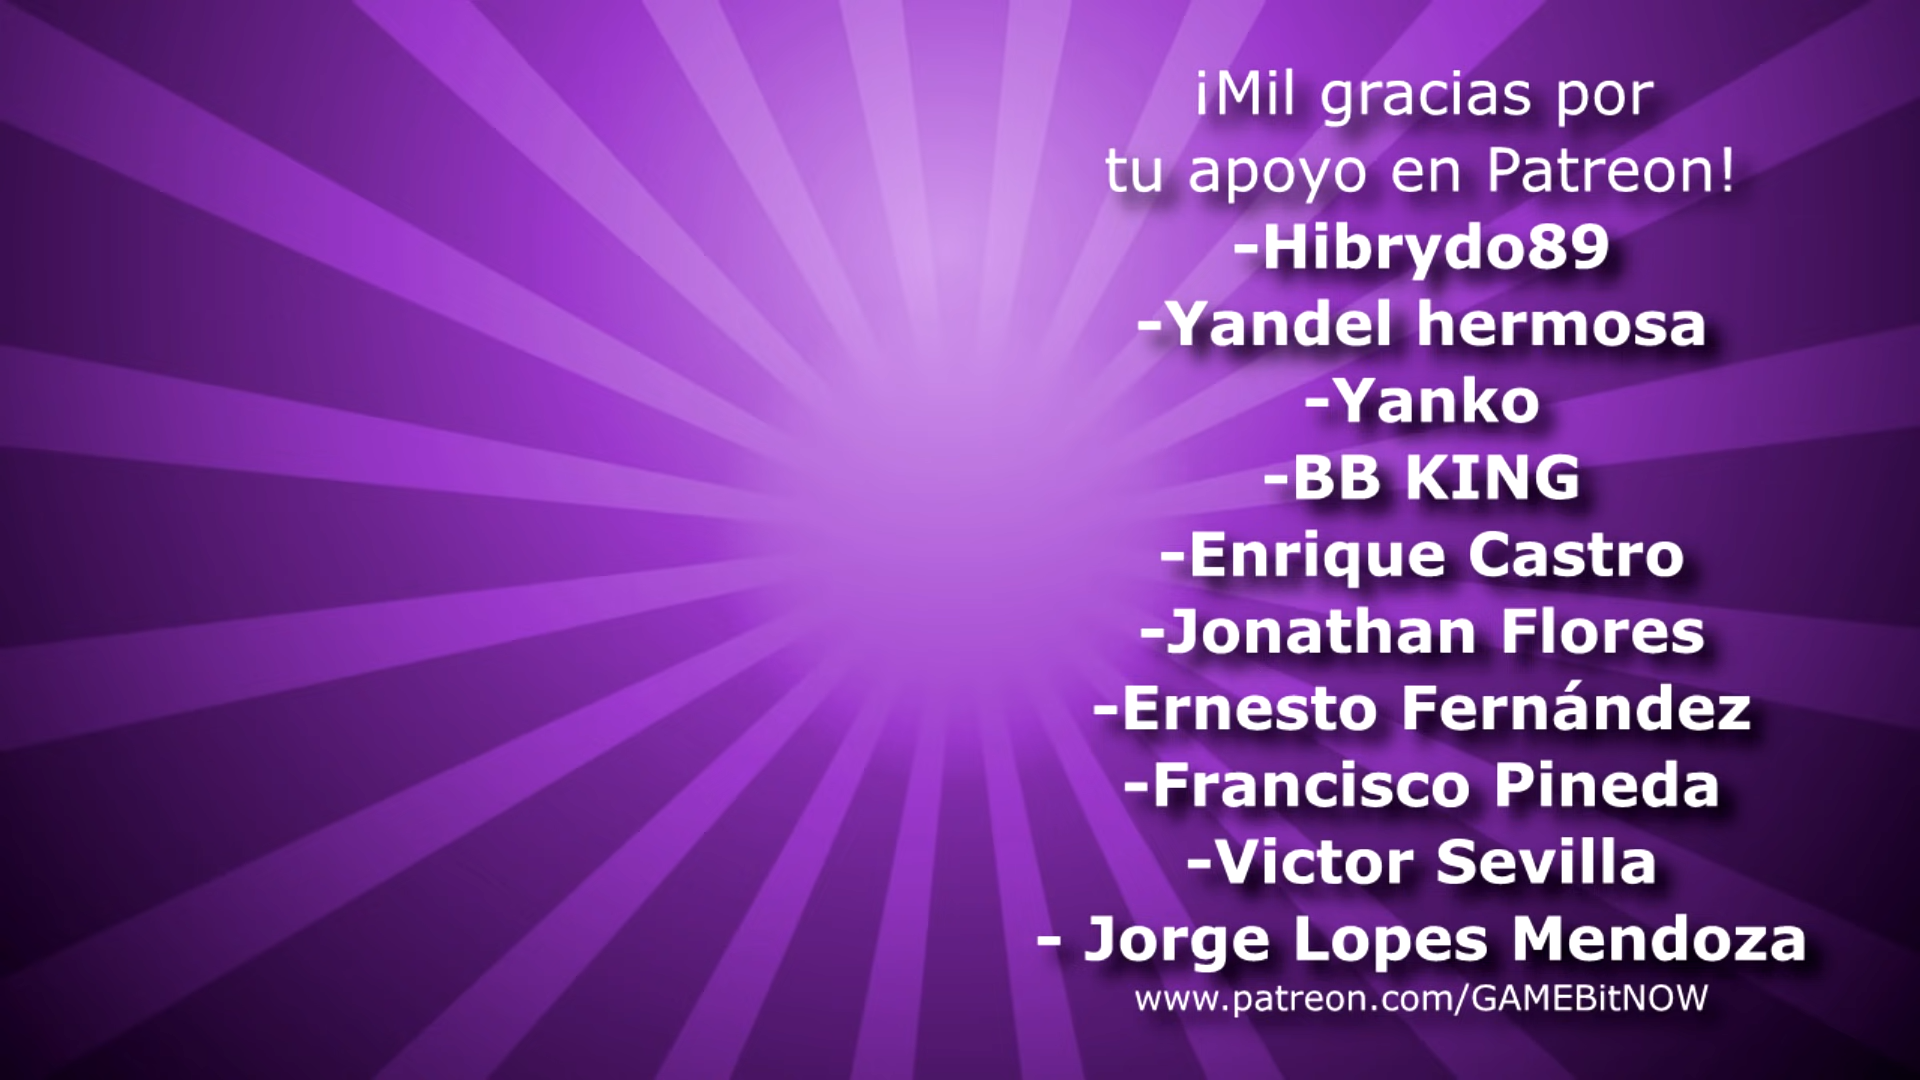 ¡Mil gracias por
tu apoyo en Patreon!
-Hibrydo89
-Yandel hermosa
-Yanko
-BB KING
-Enrique Castro
-Jonathan Flores
-Ernesto Fernández
-Francisco Pineda
-Victor Sevilla
- Jorge Lopes Mendoza
www.patreon.com/GAMEBitNOW